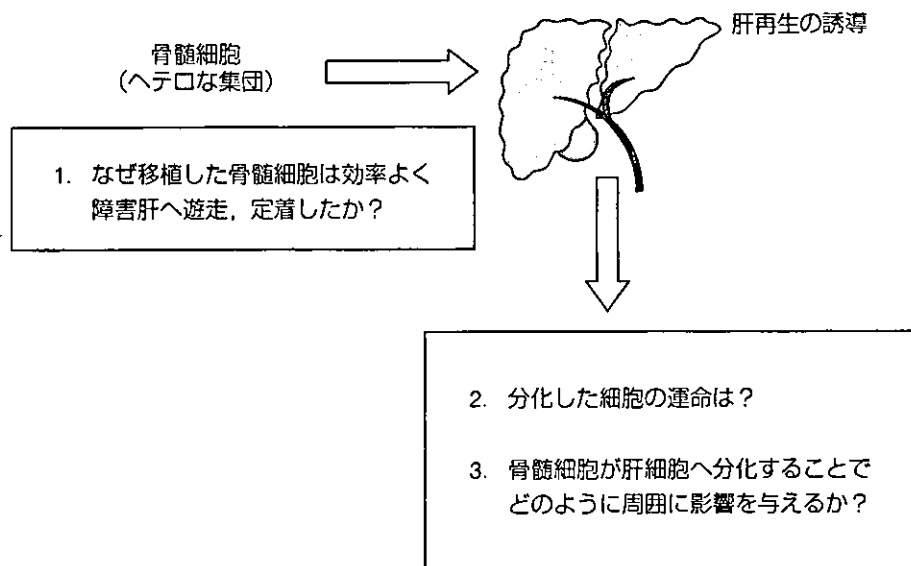 骨髄細胞
(ヘテロな集団)
肝再生の誘導
1. なぜ移植した骨髄細胞は効率よく
障害肝へ遊走,定着したか?
2. 分化した細胞の運命は?
3. 骨髄細胞が肝細胞へ分化することで
どのように周囲に影響を与えるか?